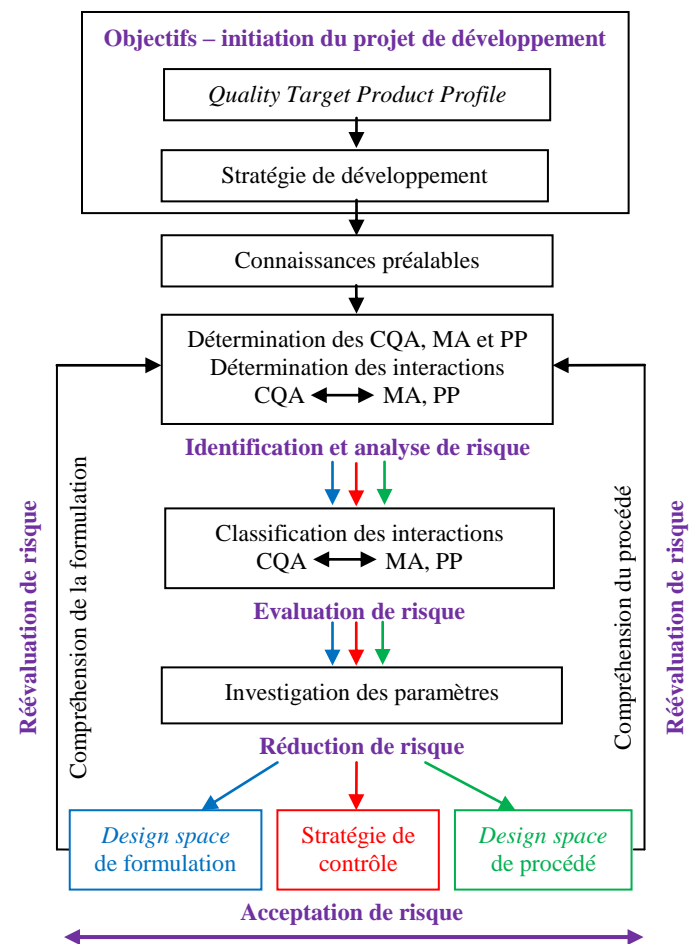 Objectifs – initiation du projet de développement
Quality Target Product Profile
Stratégie de développement
Connaissances préalables
Détermination des CQA, MA et PP
Détermination des interactions
CQA MA, PP
Identification et analyse de risque
Classification des interactions
CQA MA, PP
Evaluation de risque
Investigation des paramètres
Réduction de risque
Réévaluation de risque
Compréhension de la formulation
Compréhension du procédé
Réévaluation de risque
Design space
de formulation
Stratégie de
contrôle
Design space
de procédé
Acceptation de risque